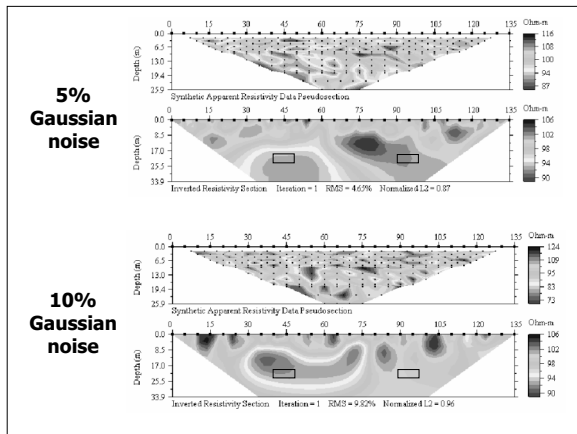 5%
Gaussian
noise
0 15 30 45 60 75 90 105 120 135
Ohm-m
Depth (m)
0.0
6.5
13.0
19.4
25.9
116
108
100
94
87
Synthetic Apparent Resistivity Data Pseudosection
0 15 30 45 60 75 90 105 120 135
Ohm-m
Depth (m)
0.0
8.5
17.0
25.5
33.9
106
102
98
94
90
Inverted Resistivity Section Iteration = 1 RMS = 4.65% Normalized L2 = 0.87
10%
Gaussian
noise
0 15 30 45 60 75 90 105 120 135
Ohm-m
Depth (m)
0.0
6.5
13.0
19.4
25.9
124
108
95
83
73
Synthetic Apparent Resistivity Data Pseudosection
0 15 30 45 60 75 90 105 120 135
Ohm-m
Depth (m)
0.0
8.5
17.0
25.5
33.9
106
102
98
94
90
Inverted Resistivity Section Iteration = 1 RMS = 9.82% Normalized L2 = 0.96